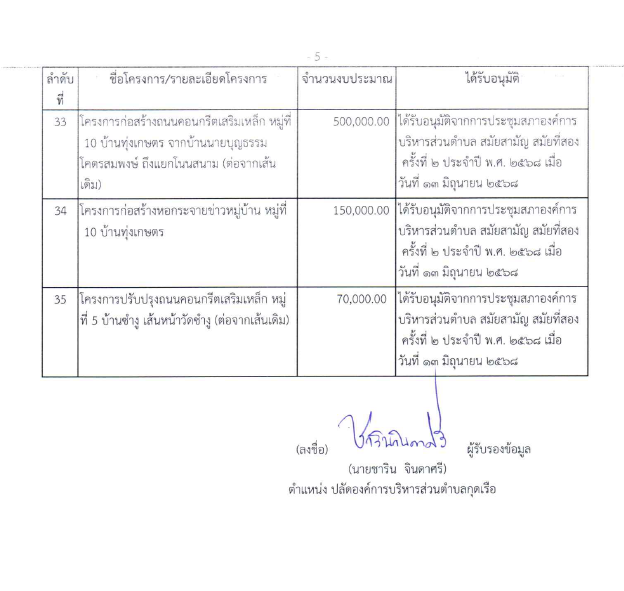 - 5 -
ลำดับ ชื่อโครงการ/รายละเอียดโครงการ จำนวนงบประมาณ ได้รับอนุมัติ
ที่
33 โครงการก่อสร้างถนนคอนกรีตเสริมเหล็ก หมู่ที่ 500,000.00 ได้รับอนุมัติจากการประชุมสภาองค์การ
10 บ้านทุ่งเกษตร จากบ้านนายบุญธรรม บริหารส่วนตำบล สมัยสามัญ สมัยที่สอง
โคตรสมพงษ์ ถึงแยกโนนสนาม (ต่อจากเส้น ครั้งที่ ๒ ประจำปี พ.ศ. ๒๕๖๘ เมื่อ
เดิม) วันที่ ๑๓ มิถุนายน ๒๕๖๘
34 โครงการก่อสร้างหอกระจายข่าวหมู่บ้าน หมู่ที่ 150,000.00 ได้รับอนุมัติจากการประชุมสภาองค์การ
10 บ้านทุ่งเกษตร บริหารส่วนตำบล สมัยสามัญ สมัยที่สอง
ครั้งที่ ๒ ประจำปี พ.ศ. ๒๕๖๘ เมื่อ
วันที่ ๑๓ มิถุนายน ๒๕๖๘
35 โครงการปรับปรุงถนนคอนกรีตเสริมเหล็ก หมู่ 70,000.00 ได้รับอนุมัติจากการประชุมสภาองค์การ
ที่ 5 บ้านซำงู เส้นหน้าวัดซำงู (ต่อจากเส้นเดิม) บริหารส่วนตำบล สมัยสามัญ สมัยที่สอง
ครั้งที่ ๒ ประจำปี พ.ศ. ๒๕๖๘ เมื่อ
วันที่ ๑๓ มิถุนายน ๒๕๖๘
(ลงชื่อ) ผู้รับรองข้อมูล
(นายชาริน จินดาศรี)
ตำแหน่ง ปลัดองค์การบริหารส่วนตำบลกุดเรือ